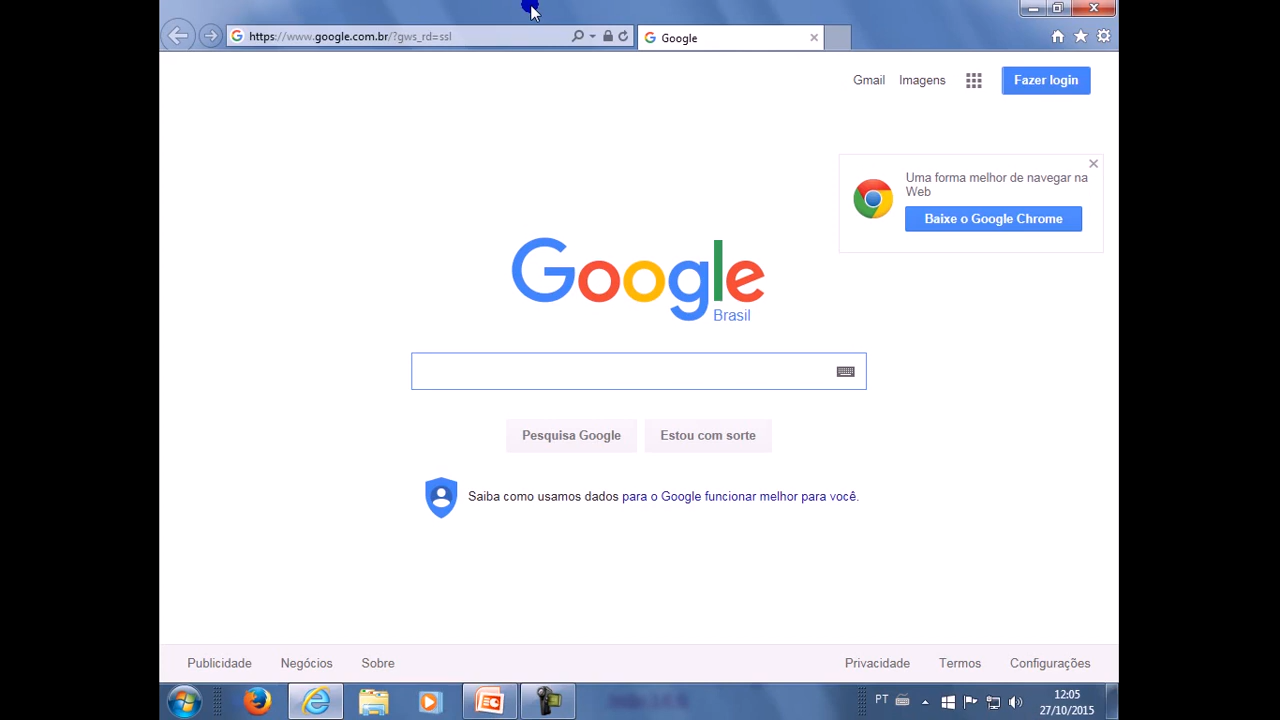 https://www.google.com.br/?gws_rd=ssl
Google
Gmail Imagens Fazer login
Uma forma melhor de navegar na
Web
Baixe o Google Chrome
Google
Brasil
Pesquisa Google Estou com sorte
Saiba como usamos dados para o Google funcionar melhor para você.
Publicidade Negócios Sobre Privacidade Termos Configurações
PT 12:05
27/10/2015